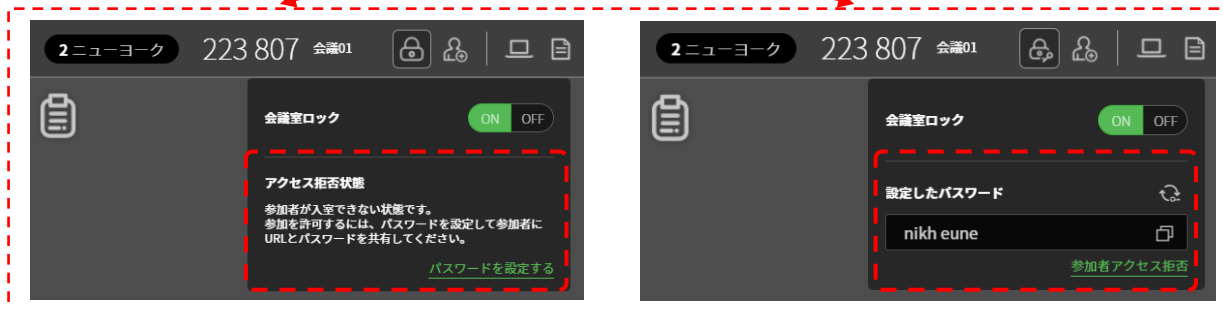 2 ニューヨーク 223 807 会議01
会議室ロック ON OFF
アクセス拒否状態
参加者が入室できない状態です。
参加を許可するには、パスワードを設定して参加者に
URLとパスワードを共有してください。
パスワードを設定する
2 ニューヨーク 223 807 会議01
会議室ロック ON OFF
設定したパスワード
nikh eune
参加者アクセス拒否